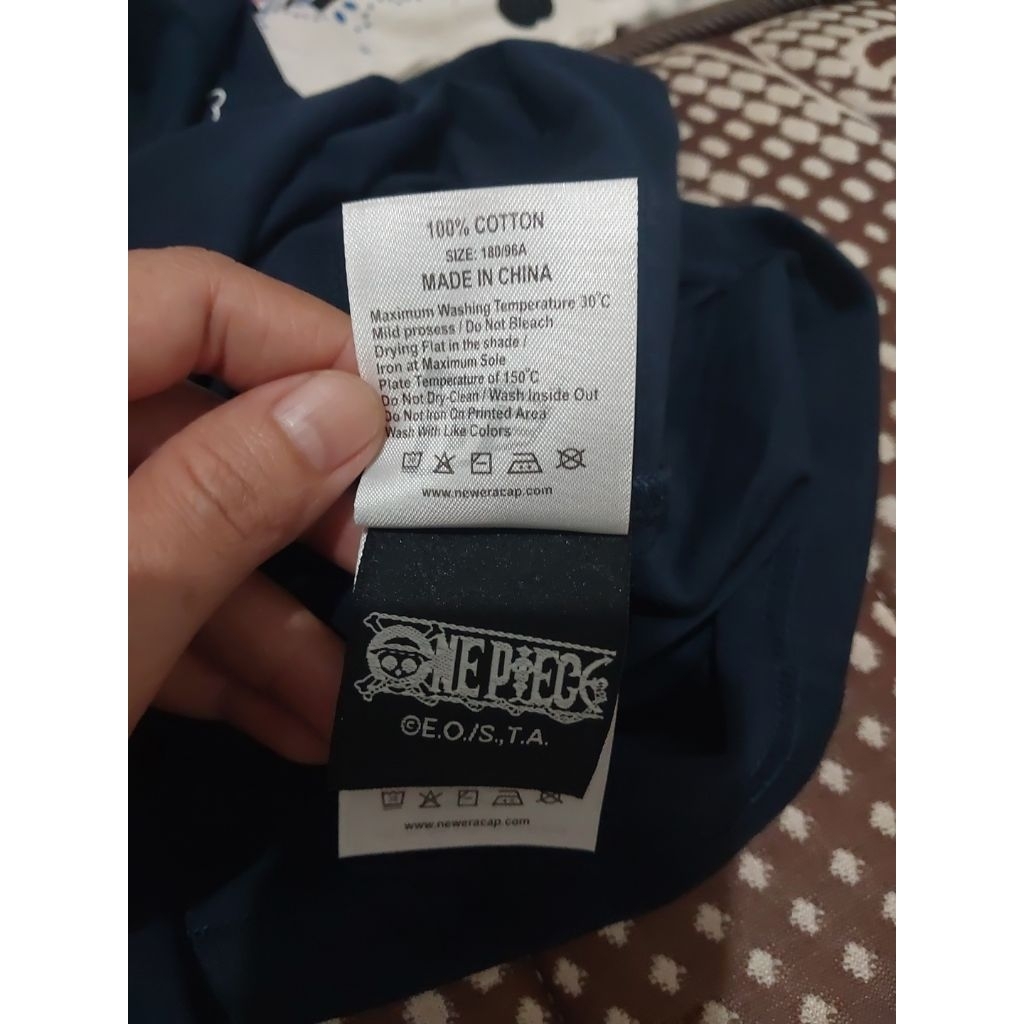 100% COTTON
SIZE: 180/96A
MADE IN CHINA
Maximum Washing Temperature 30°C
Mild prosess / Do Not Bleach
Drying Flat in the shade /
Iron at Maximum Sole
Plate Temperature of 150°C
Do Not Dry-Clean / Wash Inside Out
Do Not Iron On Printed Area
Wash With Like Colors
www.neweracap.com
ONE PIECE
©E.O./S.,T.A.
www.neweracap.com